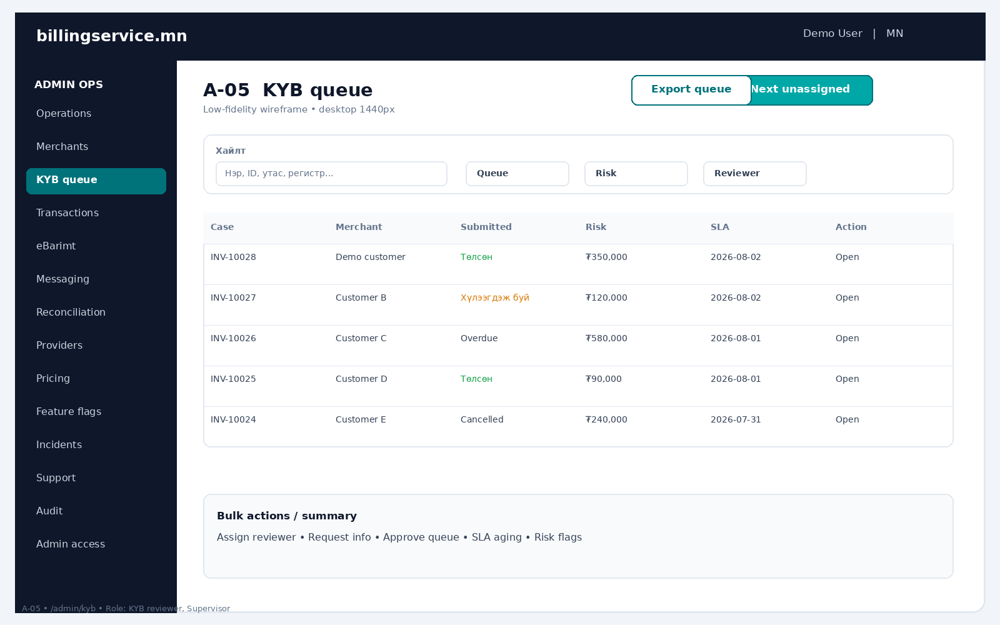 billingservice.mn
Demo User | MN
ADMIN OPS
Operations
Merchants
KYB queue
Transactions
eBarimt
Messaging
Reconciliation
Providers
Pricing
Feature flags
Incidents
Support
Audit
Admin access
A-05 KYB queue
Low-fidelity wireframe • desktop 1440px
Export queue
Next unassigned
Хайлт
Нэр, ID, утас, регистр...
Queue
Risk
Reviewer
Case Merchant Submitted Risk SLA Action
INV-10028 Demo customer Төлсөн ₮350,000 2026-08-02 Open
INV-10027 Customer B Хүлээгдэж буй ₮120,000 2026-08-02 Open
INV-10026 Customer C Overdue ₮580,000 2026-08-01 Open
INV-10025 Customer D Төлсөн ₮90,000 2026-08-01 Open
INV-10024 Customer E Cancelled ₮240,000 2026-07-31 Open
Bulk actions / summary
Assign reviewer • Request info • Approve queue • SLA aging • Risk flags
A-05 • /admin/kyb • Role: KYB reviewer, Supervisor